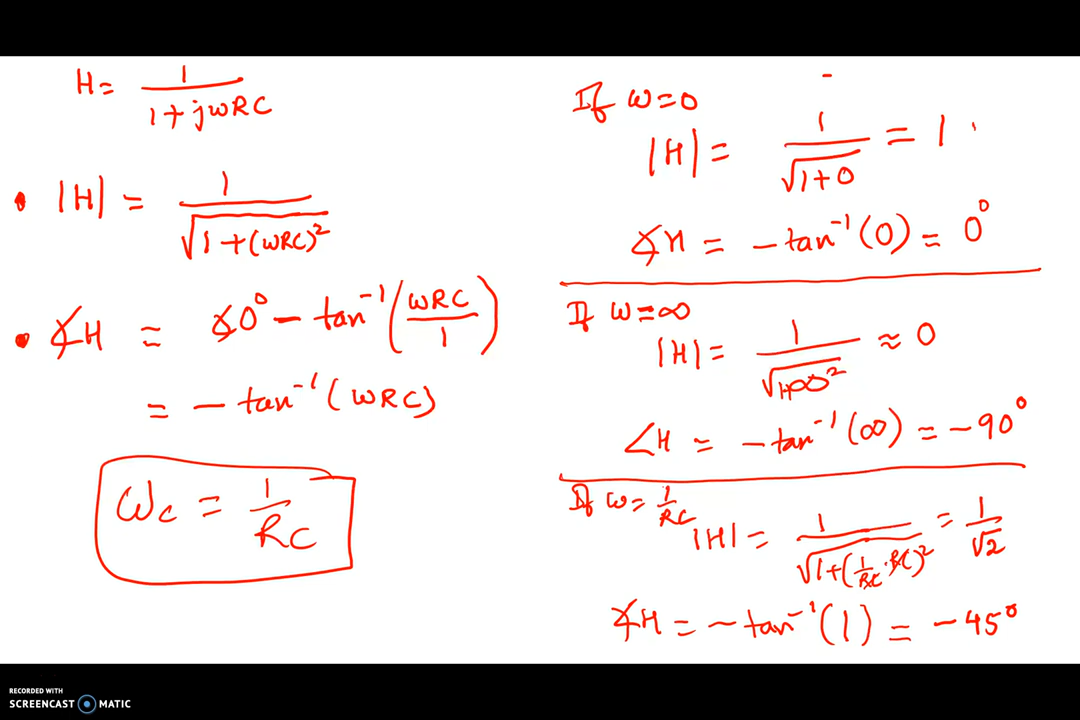 H = 1 / (1 + jωRC)
• |H| = 1 / √(1 + (ωRC)²)
• ∡H = ∡0° − tan⁻¹(ωRC / 1)
= − tan⁻¹(ωRC)
ωc = 1 / RC
If ω = 0
|H| = 1 / √(1 + 0) = 1
∡H = − tan⁻¹(0) = 0°
If ω = ∞
|H| = 1 / √(1+∞²) ≈ 0
∠H = − tan⁻¹(∞) = −90°
If ω = 1 / RC
|H| = 1 / √(1 + (1/RC · RC)²) = 1 / √2
∡H = − tan⁻¹(1) = −45°
RECORDED WITH
SCREENCAST MATIC